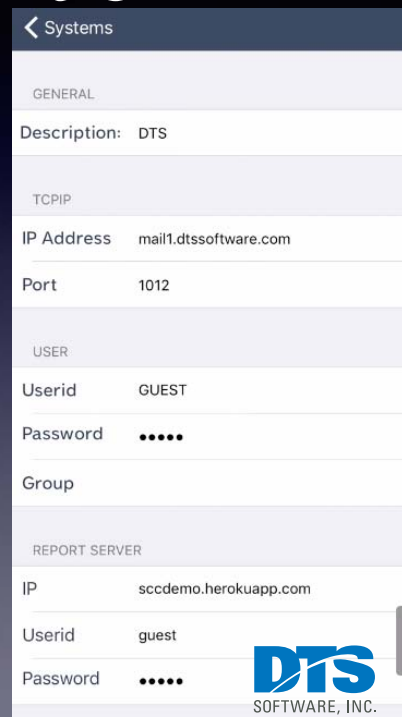 Systems
GENERAL
Description: DTS
TCPIP
IP Address mail1.dtssoftware.com
Port 1012
USER
Userid GUEST
Password •••••
Group
REPORT SERVER
IP sccdemo.herokuapp.com
Userid guest
Password •••••
DTS
SOFTWARE, INC.